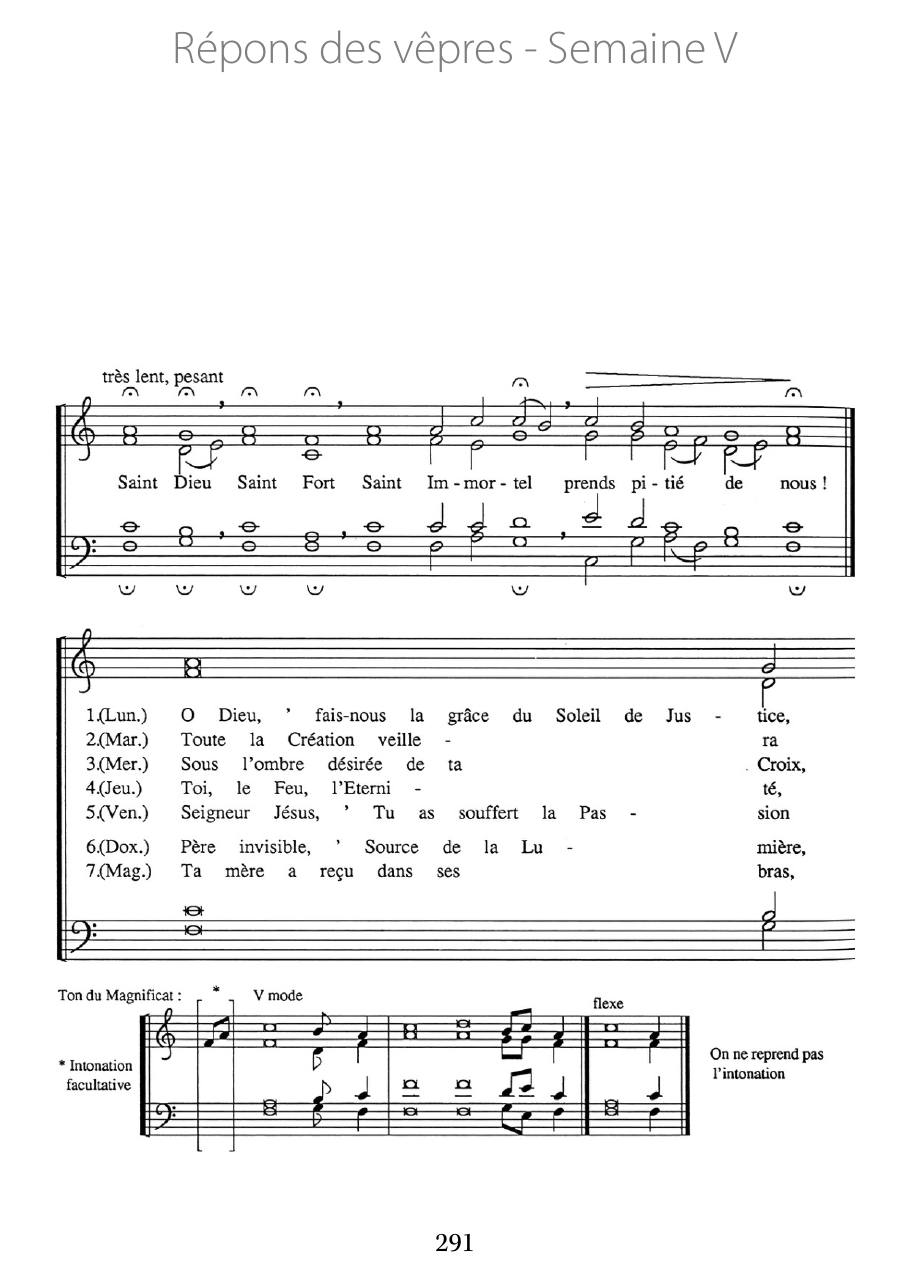 Répons des vêpres - Semaine V
très lent, pesant
Saint Dieu Saint Fort Saint Im - mor - tel prends pi - tié de nous !
1.(Lun.) O Dieu, ’ fais-nous la grâce du Soleil de Jus - tice,
2.(Mar.) Toute la Création veille - ra
3.(Mer.) Sous l’ombre désirée de ta Croix,
4.(Jeu.) Toi, le Feu, l’Eterni - té,
5.(Ven.) Seigneur Jésus, ’ Tu as souffert la Pas - sion
6.(Dox.) Père invisible, ’ Source de la Lu - mière,
7.(Mag.) Ta mère a reçu dans ses bras,
Ton du Magnificat : * V mode
flexe
* Intonation
facultative
On ne reprend pas
l’intonation
291